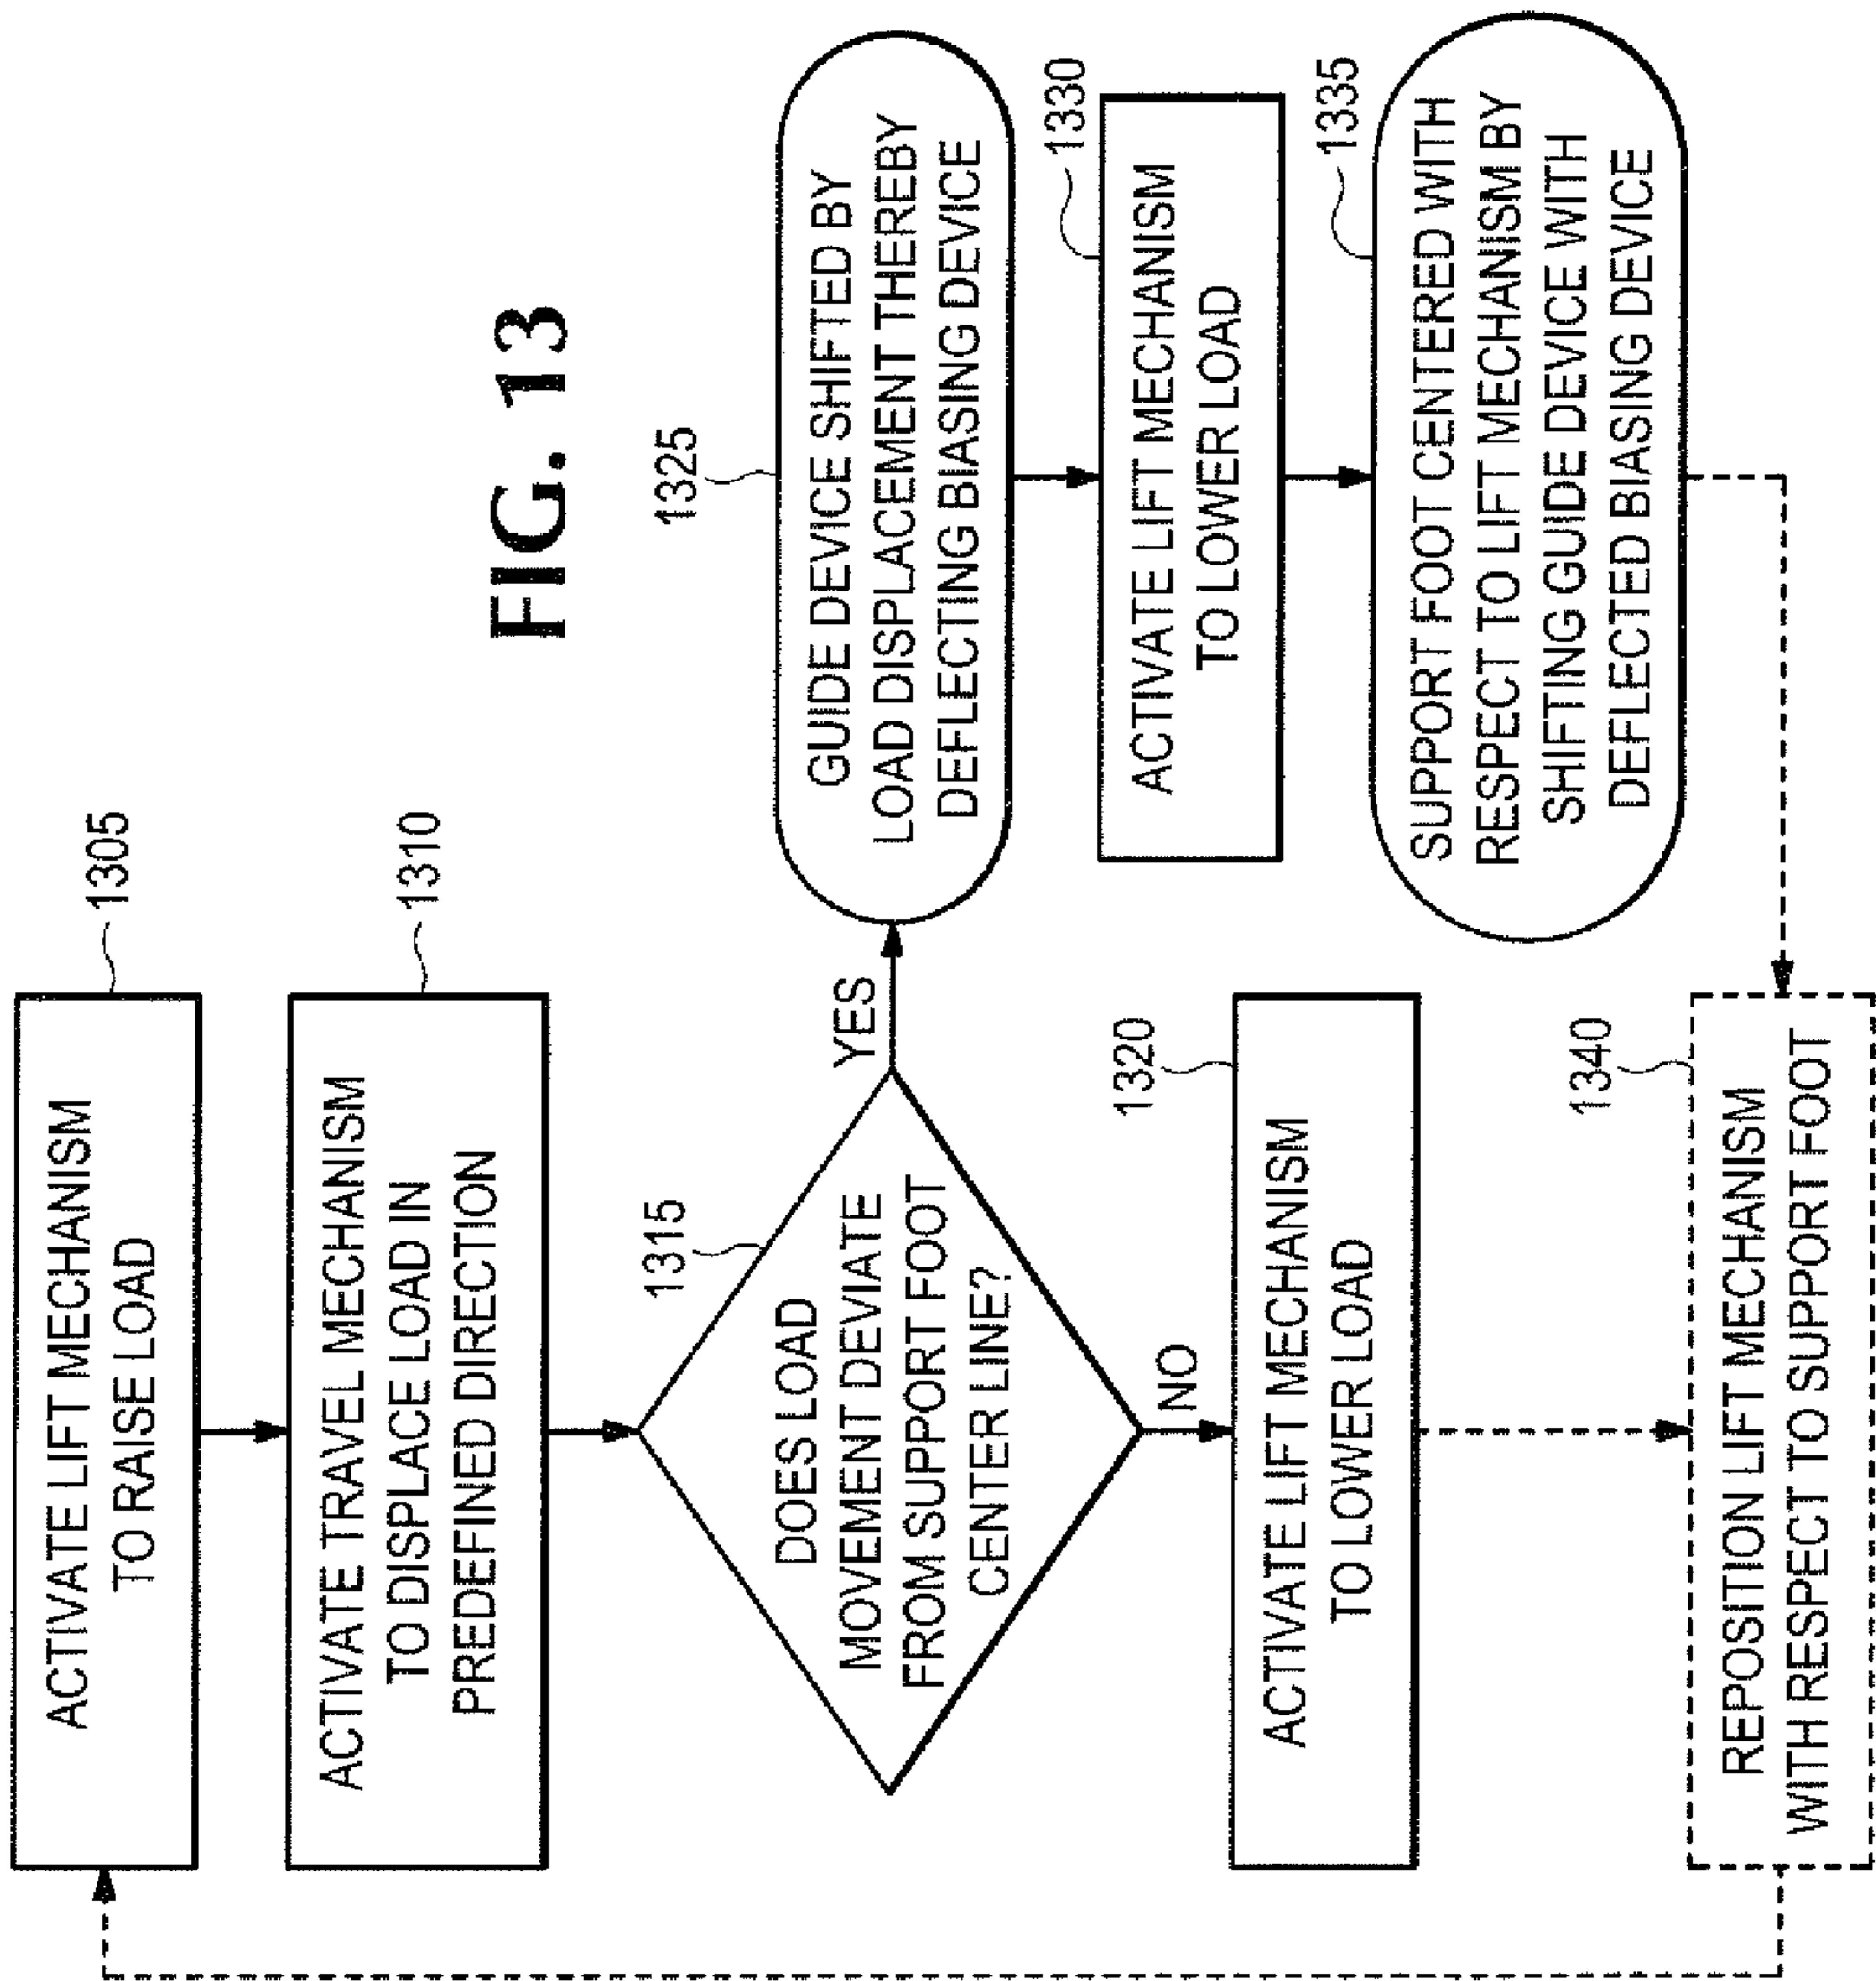 1305
ACTIVATE LIFT MECHANISM
TO RAISE LOAD
1310
ACTIVATE TRAVEL MECHANISM
TO DISPLACE LOAD IN
PREDEFINED DIRECTION
1315
DOES LOAD
MOVEMENT DEVIATE
FROM SUPPORT FOOT
CENTER LINE?
YES
NO
1320
ACTIVATE LIFT MECHANISM
TO LOWER LOAD
1325
GUIDE DEVICE SHIFTED BY
LOAD DISPLACEMENT THEREBY
DEFLECTING BIASING DEVICE
1330
ACTIVATE LIFT MECHANISM
TO LOWER LOAD
1335
SUPPORT FOOT CENTERED WITH
RESPECT TO LIFT MECHANISM BY
SHIFTING GUIDE DEVICE WITH
DEFLECTED BIASING DEVICE
1340
REPOSITION LIFT MECHANISM
WITH RESPECT TO SUPPORT FOOT
FIG. 13